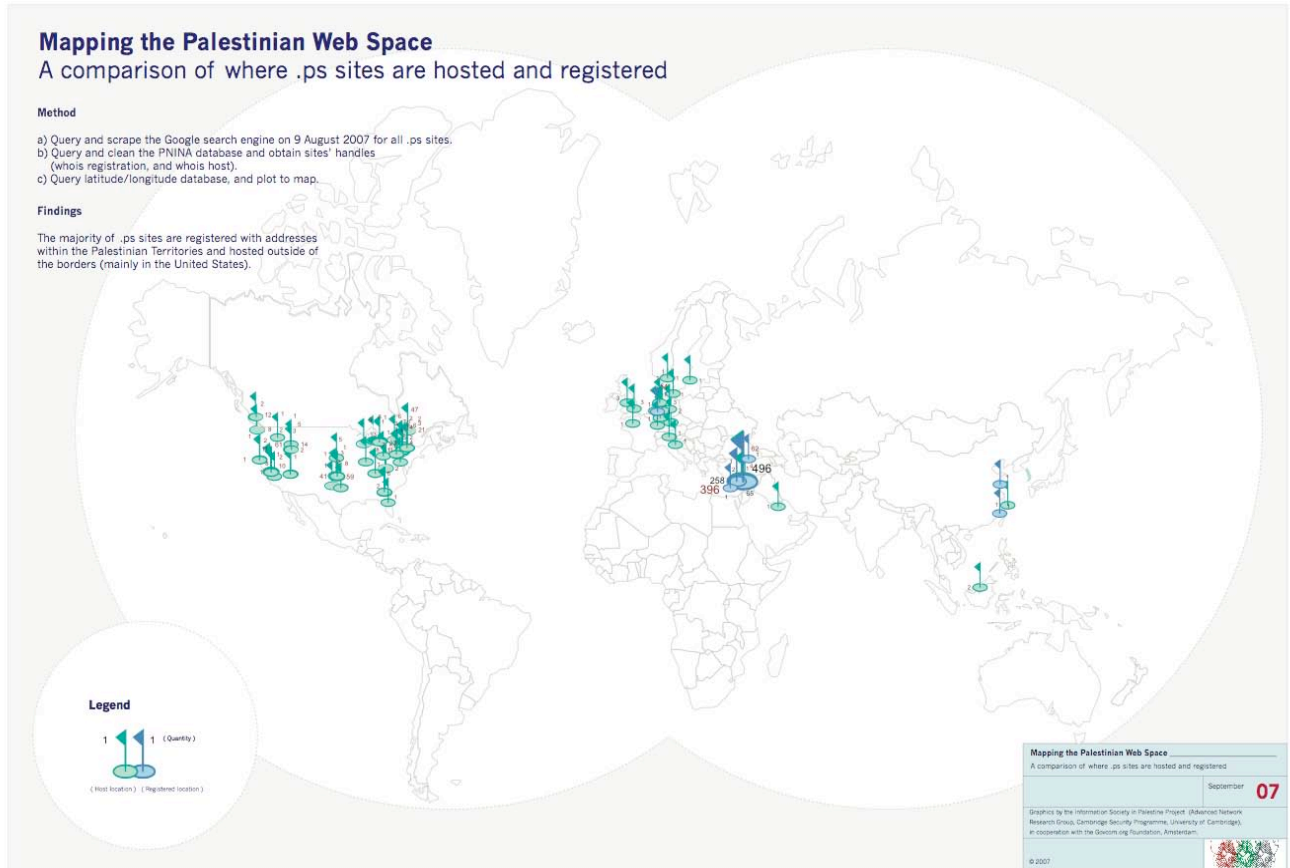 Mapping the Palestinian Web Space
A comparison of where .ps sites are hosted and registered
Method
a) Query and scrape the Google search engine on 9 August 2007 for all .ps sites.
b) Query and clean the PNINA database and obtain sites' handles
(whois registration, and whois host).
c) Query latitude/longitude database, and plot to map.
Findings
The majority of .ps sites are registered with addresses
within the Palestinian Territories and hosted outside of
the borders (mainly in the United States).
47
21
12
14
41
59
496
258
396
Legend
1 1 (Quantity)
(Host location) (Registered location)
Mapping the Palestinian Web Space
A comparison of where .ps sites are hosted and registered
September 07
Graphics by the Information Society in Palestine Project (Advanced Network
Research Group, Cambridge Security Programme, University of Cambridge),
in cooperation with the Govcom.org Foundation, Amsterdam.
© 2007